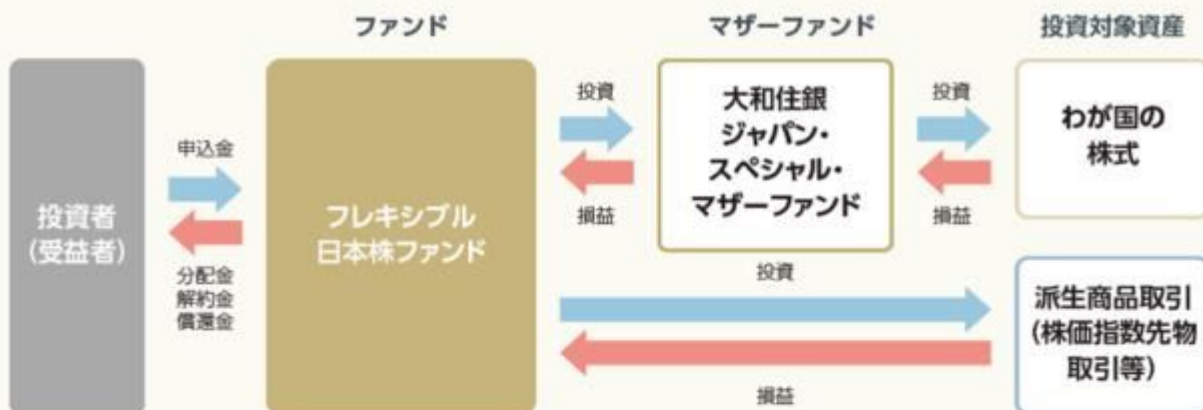 ファンド
マザーファンド
投資対象資産
投資者
(受益者)
申込金
分配金
解約金
償還金
フレキシブル
日本株ファンド
投資
損益
大和住銀
ジャパン・
スペシャル・
マザーファンド
投資
損益
わが国の
株式
投資
損益
派生商品取引
(株価指数先物
取引等)